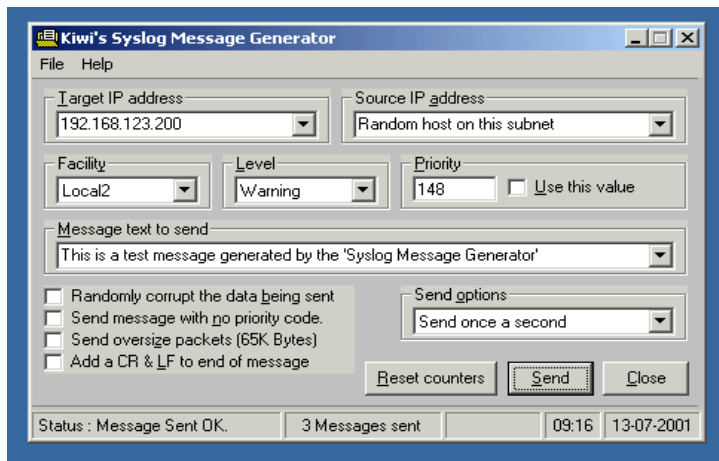 Kiwi's Syslog Message Generator
File Help
Target IP address
192.168.123.200
Source IP address
Random host on this subnet
Facility
Local2
Level
Warning
Priority
148
Use this value
Message text to send
This is a test message generated by the 'Syslog Message Generator'
Randomly corrupt the data being sent
Send message with no priority code.
Send oversize packets (65K Bytes)
Add a CR & LF to end of message
Send options
Send once a second
Reset counters
Send
Close
Status : Message Sent OK.
3 Messages sent
09:16
13-07-2001